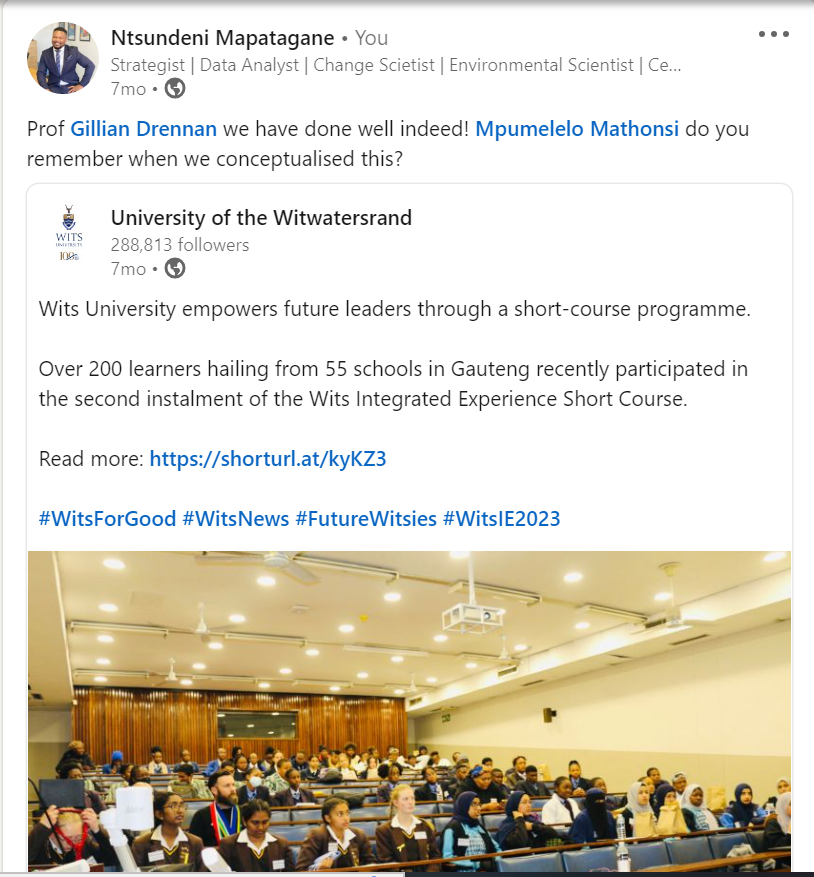 Ntsundeni Mapatagane • You
Strategist | Data Analyst | Change Scietist | Environmental Scientist | Ce...
7mo •
Prof Gillian Drennan we have done well indeed! Mpumelelo Mathonsi do you
remember when we conceptualised this?
WITS
UNIVERSITY
University of the Witwatersrand
288,813 followers
7mo •
Wits University empowers future leaders through a short-course programme.
Over 200 learners hailing from 55 schools in Gauteng recently participated in
the second instalment of the Wits Integrated Experience Short Course.
Read more: https://shorturl.at/kyKZ3
#WitsForGood #WitsNews #FutureWitsies #WitsIE2023